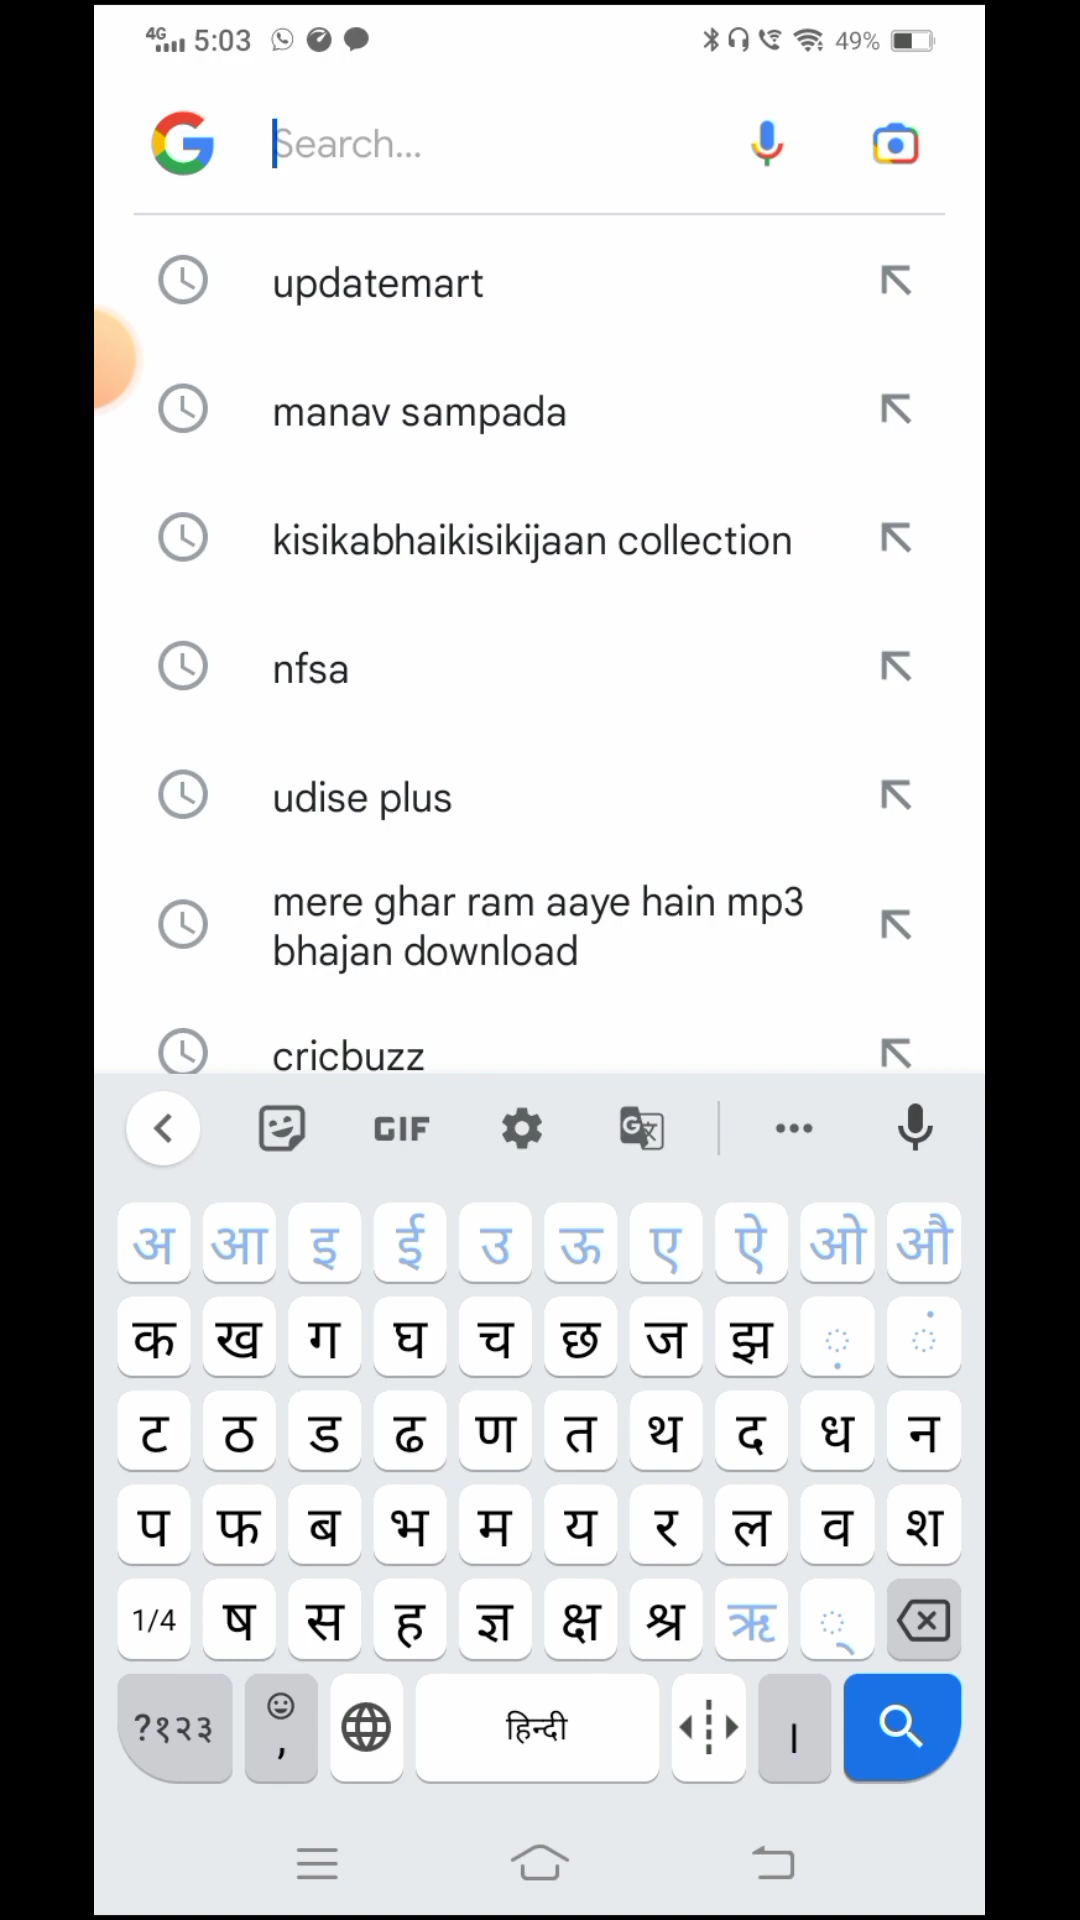 4G 5:03 49%
Search...
updatemart
manav sampada
kisikabhaikisikijaan collection
nfsa
udise plus
mere ghar ram aaye hain mp3
bhajan download
cricbuzz
GIF
अ आ इ ई उ ऊ ए ऐ ओ औ
क ख ग घ च छ ज झ ़ ं
ट ठ ड ढ ण त थ द ध न
प फ ब भ म य र ल व श
1/4 ष स ह ज्ञ क्ष श्र ऋ ्
?१२३ , हिन्दी ।